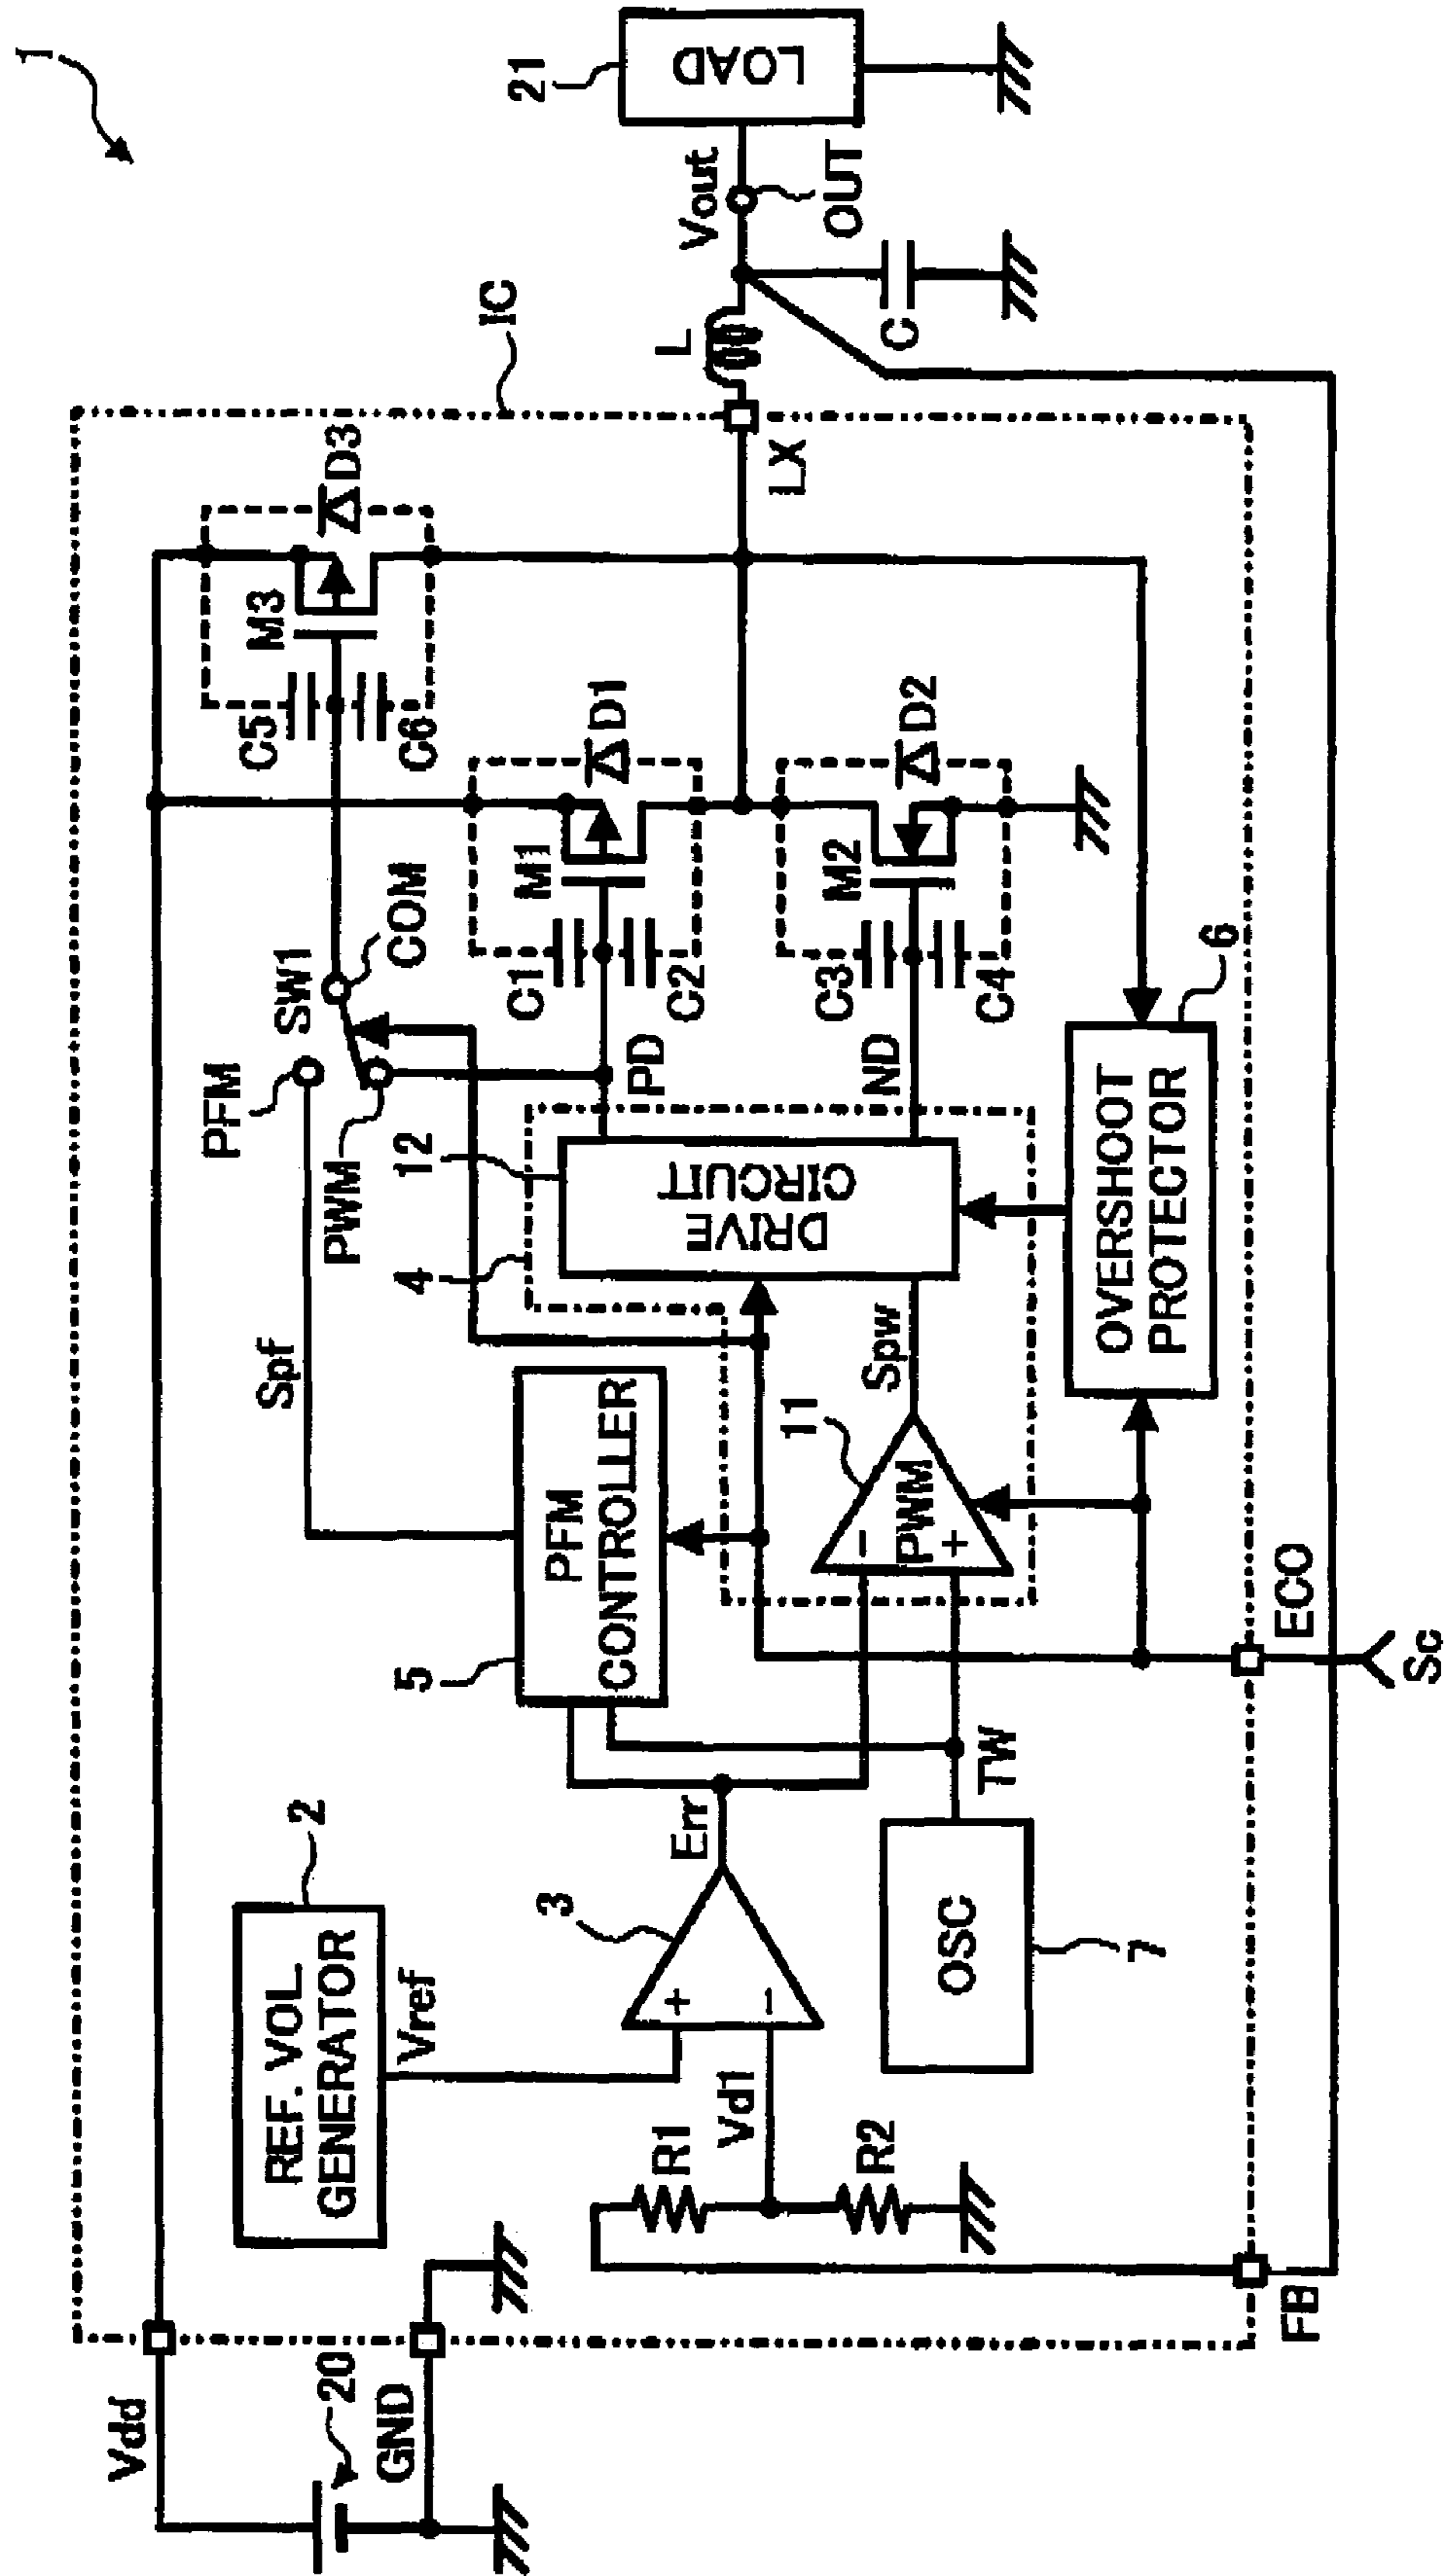 1
Vdd
20
GND
REF. VOL.
GENERATOR
2
Vref
R1
Vd1
R2
FB
3
Err
OSC
7
TW
5
PFM
CONTROLLER
Spf
11
PWM
-
+
+
-
Spw
4
12
DRIVE
CIRCUIT
PFM
PWM
SW1
COM
PD
ND
OVERSHOOT
PROTECTOR
6
ECO
Sc
C5
C6
M3
D3
C1
C2
M1
D1
C3
C4
M2
D2
IC
LX
L
C
Vout
OUT
21
LOAD